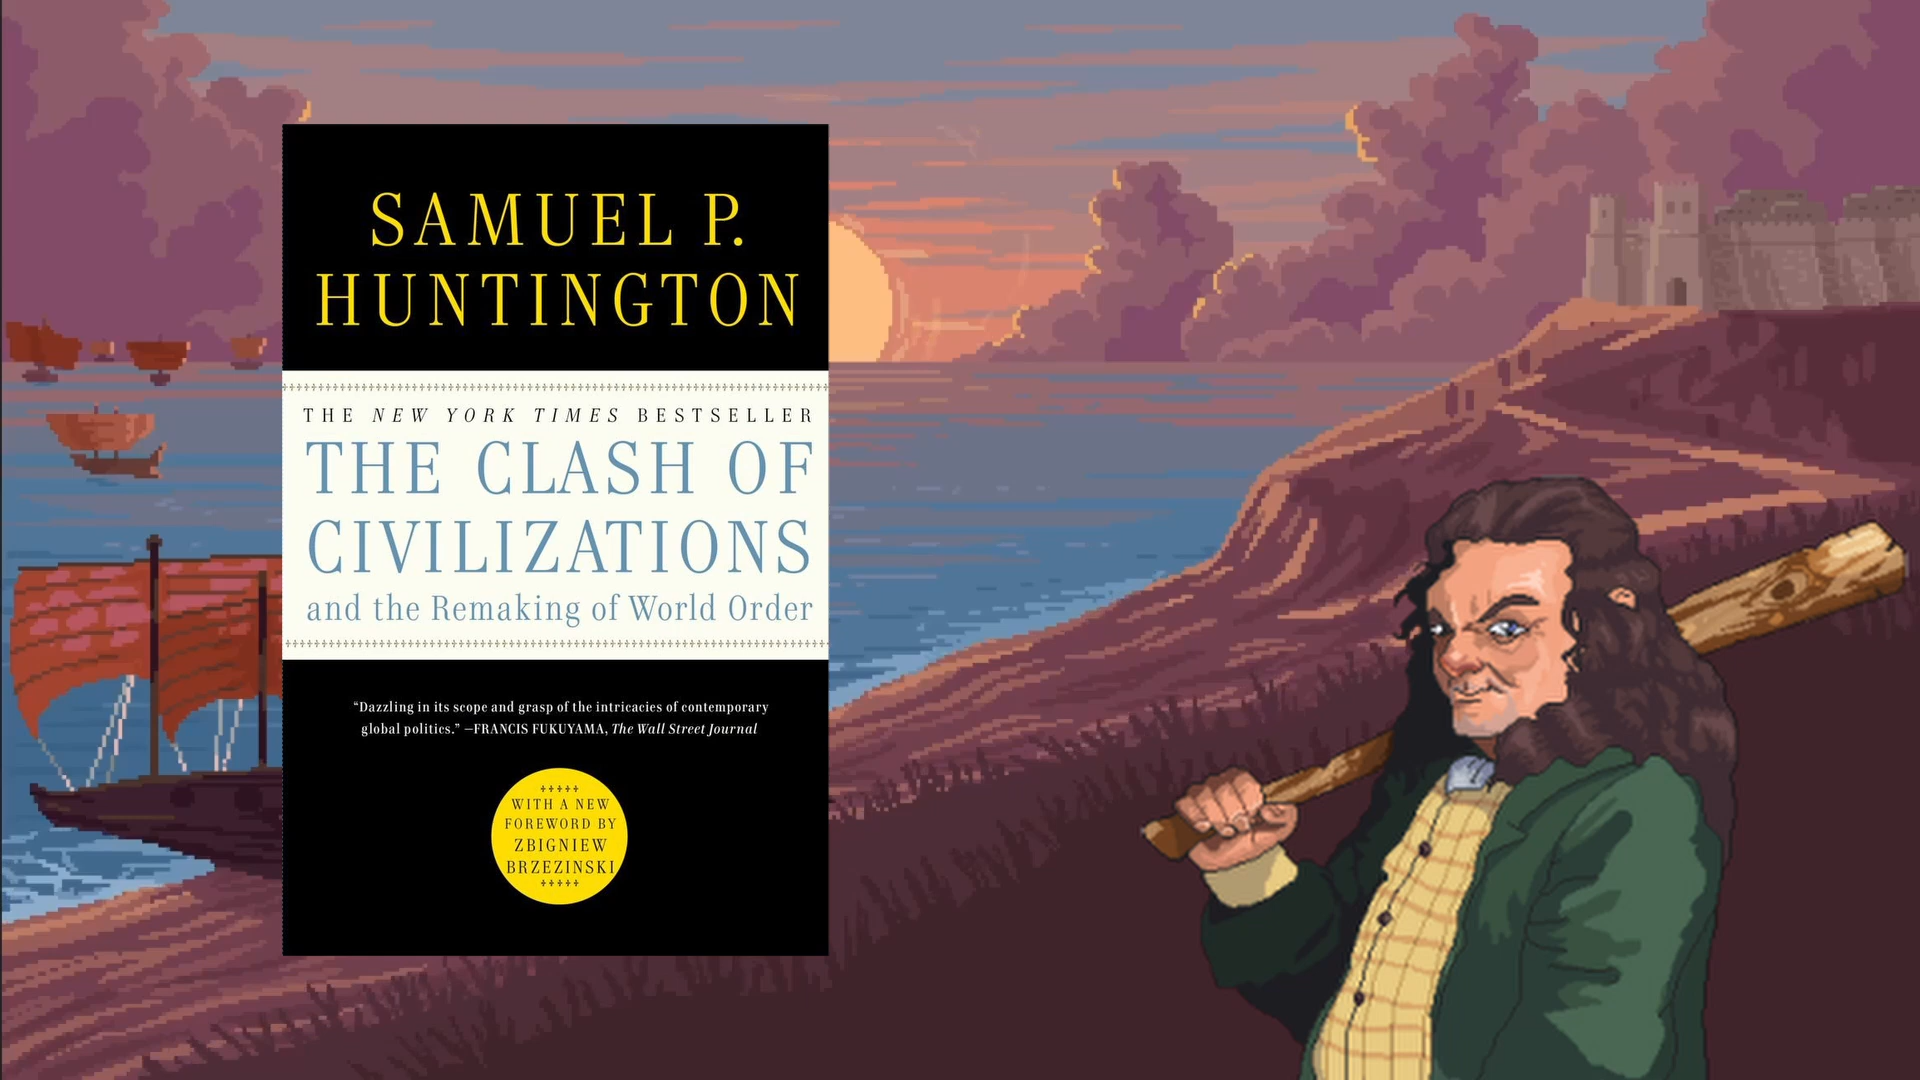 SAMUEL P.
HUNTINGTON
THE NEW YORK TIMES BESTSELLER
THE CLASH OF
CIVILIZATIONS
and the Remaking of World Order
“Dazzling in its scope and grasp of the intricacies of contemporary
global politics.” —FRANCIS FUKUYAMA, The Wall Street Journal
WITH A NEW
FOREWORD BY
ZBIGNIEW
BRZEZINSKI